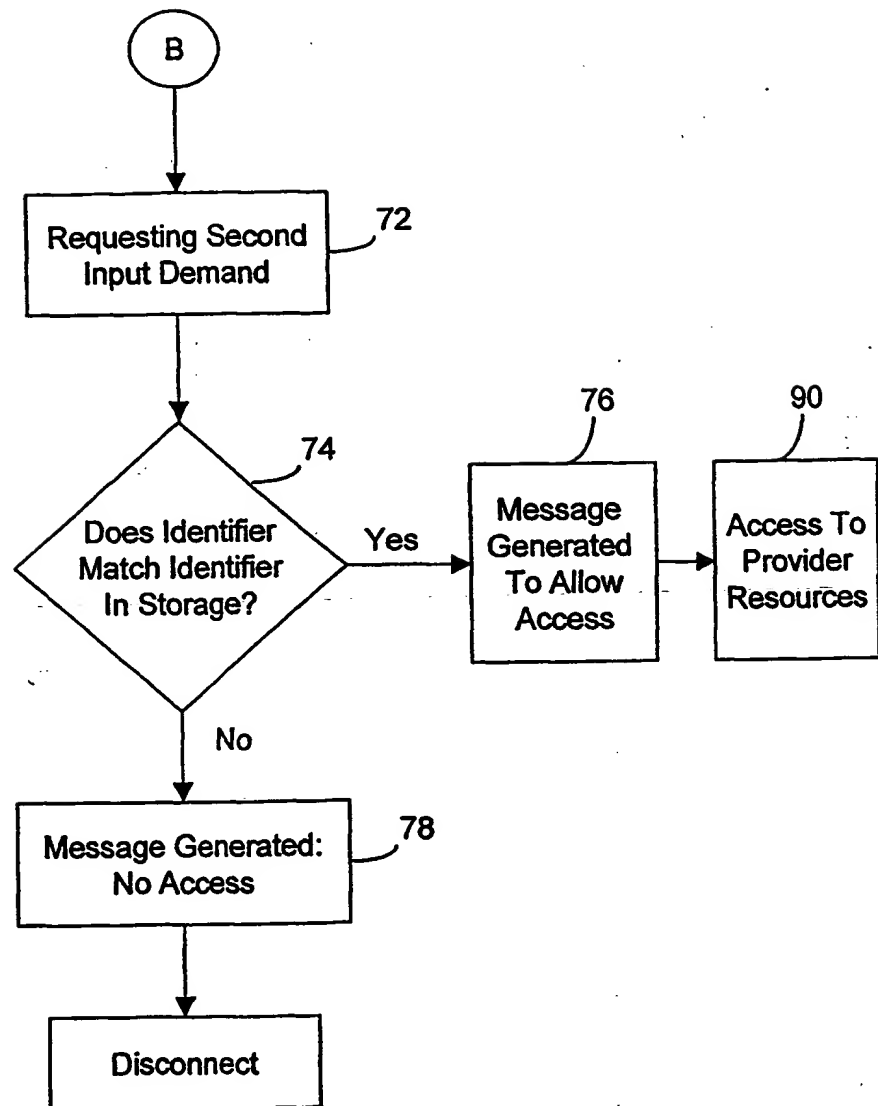 B
Requesting Second
Input Demand
72
Does Identifier
Match Identifier
In Storage?
74
Yes
Message
Generated
To Allow
Access
76
Access To
Provider
Resources
90
No
Message Generated:
No Access
78
Disconnect